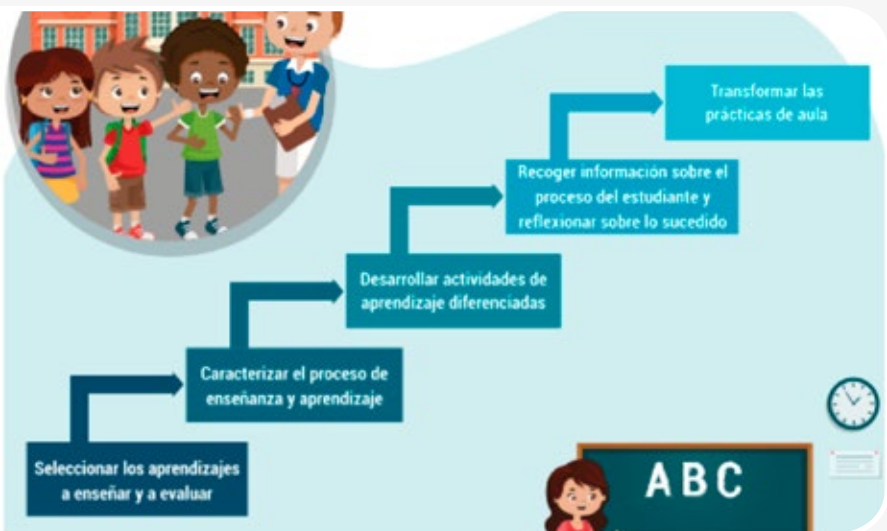 Transformar las
prácticas de aula
Recoger información sobre el
proceso del estudiante y
reflexionar sobre lo sucedido
Desarrollar actividades de
aprendizaje diferenciadas
Caracterizar el proceso de
enseñanza y aprendizaje
Seleccionar los aprendizajes
a enseñar y a evaluar
A B C